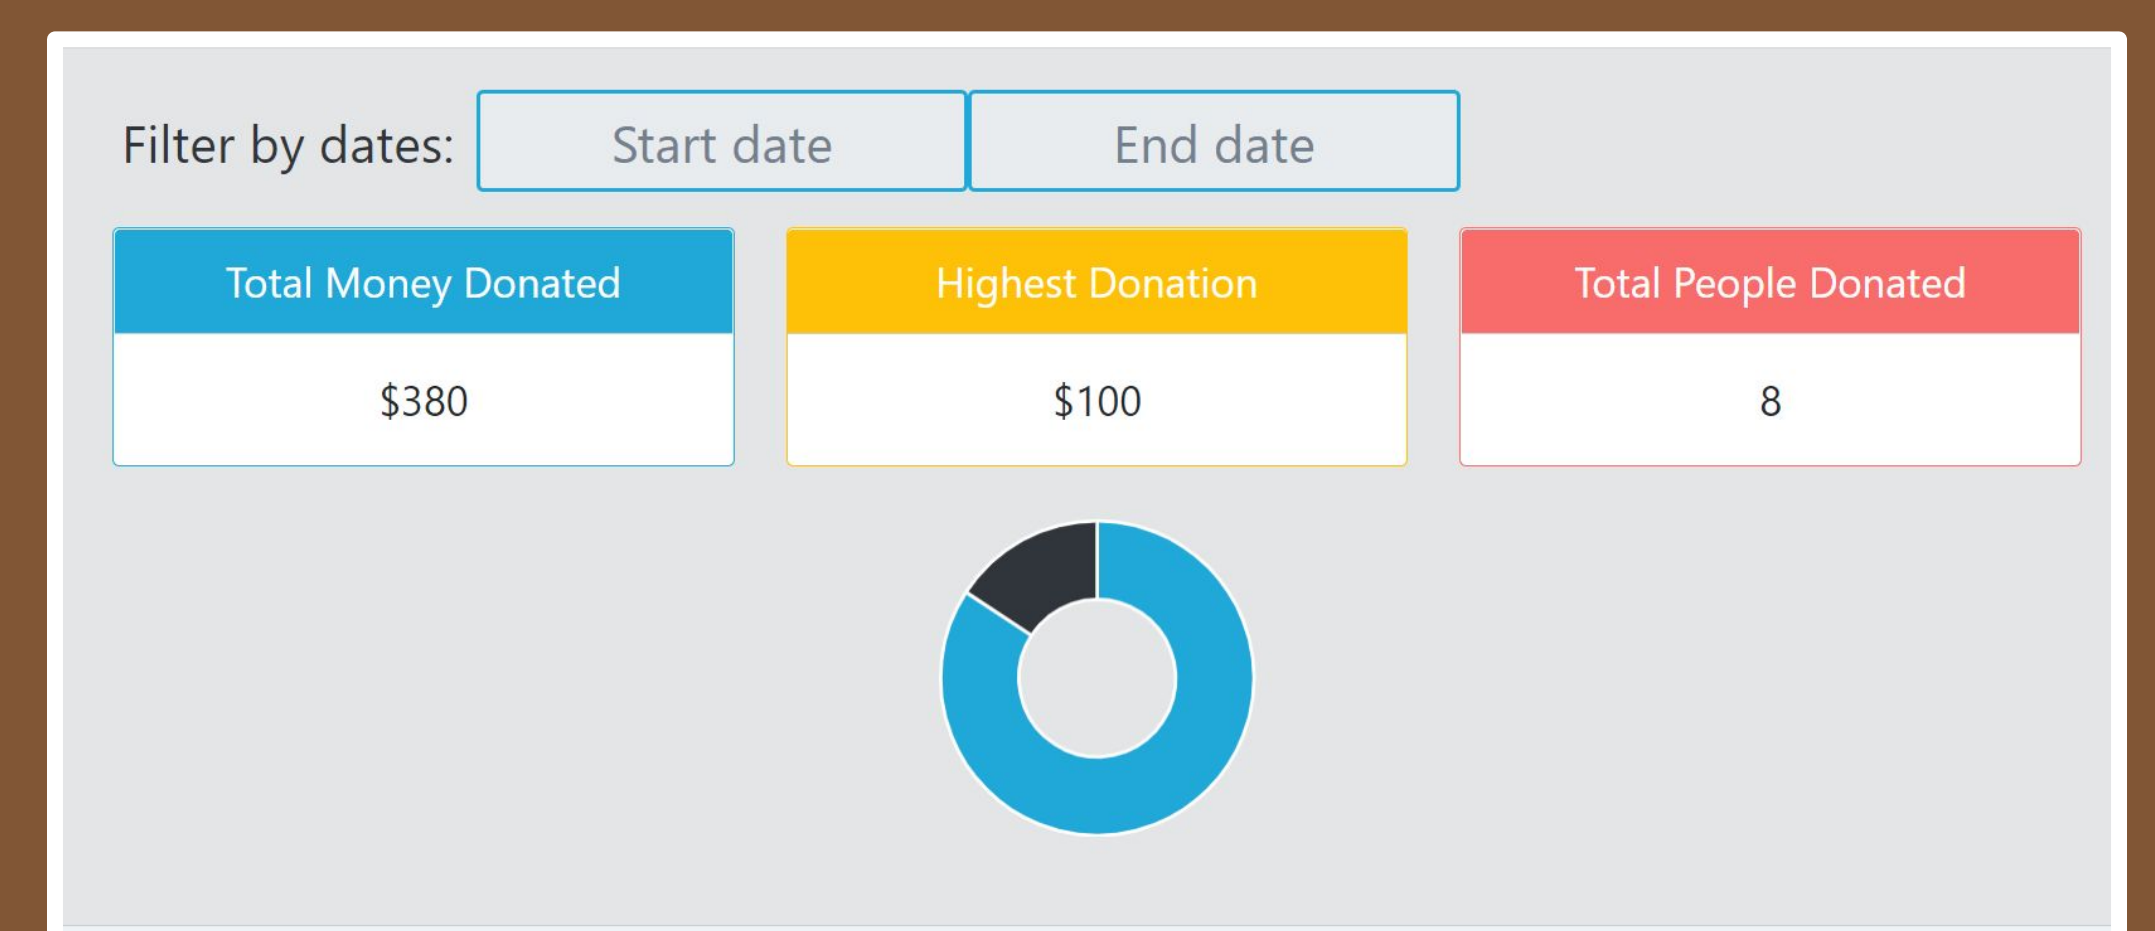 Filter by dates: Start date End date
Total Money Donated
$380
Highest Donation
$100
Total People Donated
8